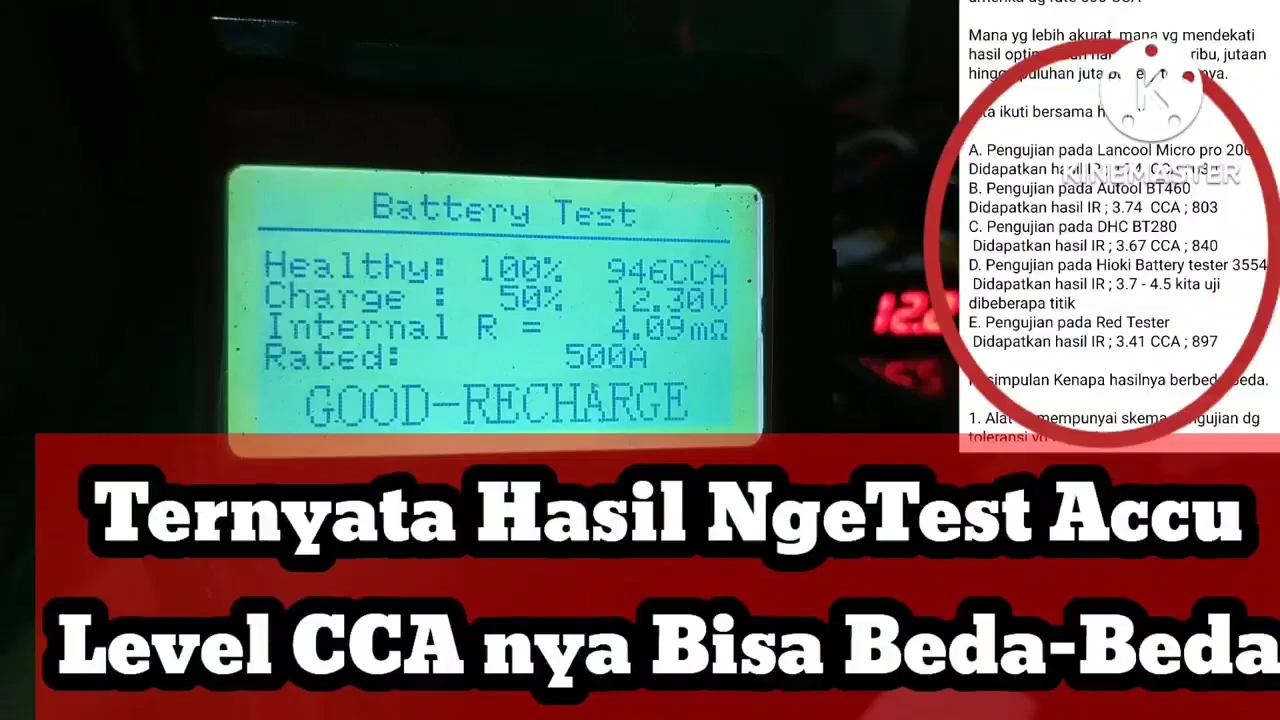 Battery Test
Healthy: 100% 946CCA
Charge : 50% 12.30V
Internal R = 4.09mΩ
Rated: 500A
GOOD-RECHARGE
Mana yg lebih akurat, mana yg mendekati
hasil ribu, jutaan
puluhan juta
ikuti bersama
A. Pengujian pada Lancool Micro pro
Didapatkan
KINEMASTER
B. Pengujian pada Autool BT460
Didapatkan hasil IR ; 3.74 CCA ; 803
C. Pengujian pada DHC BT280
Didapatkan hasil IR ; 3.67 CCA ; 840
D. Pengujian pada Hioki Battery tester 3554
Didapatkan hasil IR ; 3.7 - 4.5 kita uji
dibeberapa titik
E. Pengujian pada Red Tester
Didapatkan hasil IR ; 3.41 CCA ; 897
Kenapa hasilnya
1. Alat mempunyai skema dg
Ternyata Hasil NgeTest Accu
Level CCA nya Bisa Beda-Beda